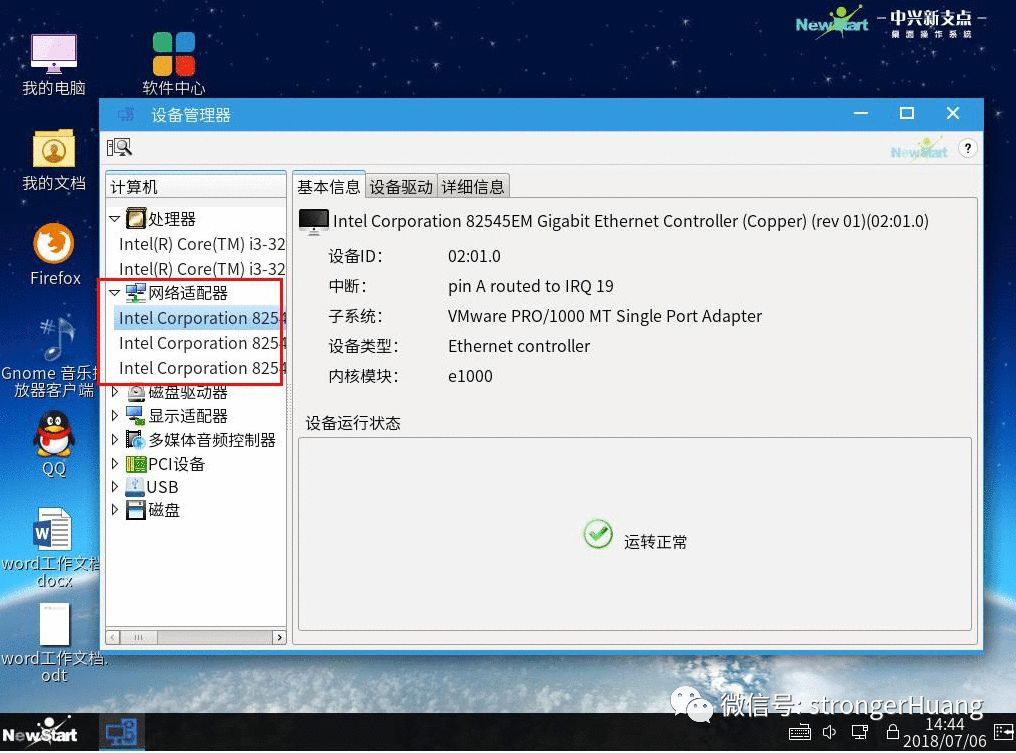 NewStart
中兴新支点
桌面操作系统
我的电脑
软件中心
我的文档
Firefox
Gnome 音乐播
放器客户端
QQ
word工作文档.
docx
word工作文档.
odt
设备管理器
NewStart
?
计算机
处理器
Intel(R) Core(TM) i3-32
Intel(R) Core(TM) i3-32
网络适配器
Intel Corporation 8254
Intel Corporation 8254
Intel Corporation 8254
磁盘驱动器
显示适配器
多媒体音频控制器
PCI设备
USB
磁盘
基本信息 设备驱动 详细信息
Intel Corporation 82545EM Gigabit Ethernet Controller (Copper) (rev 01)(02:01.0)
设备ID: 02:01.0
中断: pin A routed to IRQ 19
子系统: VMware PRO/1000 MT Single Port Adapter
设备类型: Ethernet controller
内核模块: e1000
设备运行状态
运转正常
微信号: strongerHuang
NewStart
14:44
2018/07/06